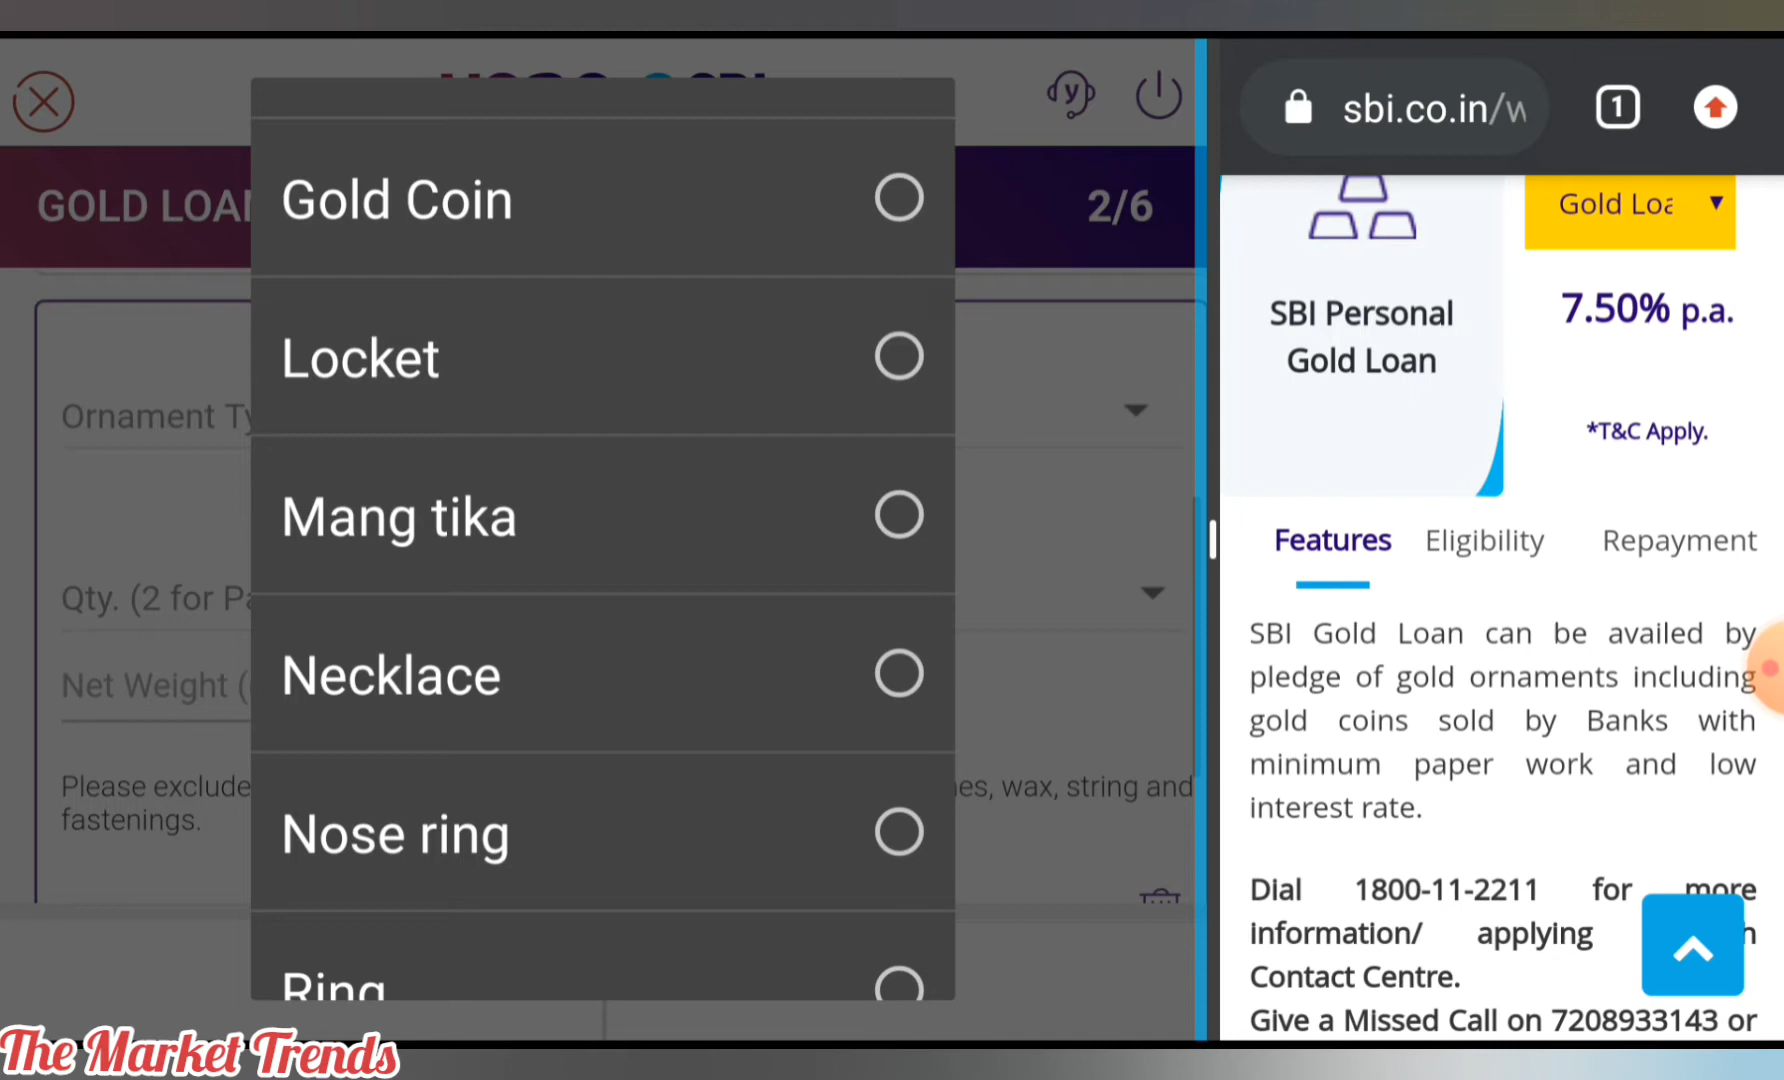 GOLD LOAN
2/6
Ornament
Qty. (2 for
Net Weight (
Please exclude
wax, string and
fastenings.
Gold Coin
Locket
Mang tika
Necklace
Nose ring
Ring
sbi.co.in/w
1
SBI Personal
Gold Loan
Gold Loa
7.50% p.a.
*T&C Apply.
Features Eligibility Repayment
SBI Gold Loan can be availed by
pledge of gold ornaments including
gold coins sold by Banks with
minimum paper work and low
interest rate.
Dial 1800-11-2211 for more
information/ applying
Contact Centre.
Give a Missed Call on 7208933143 or
The Market Trends